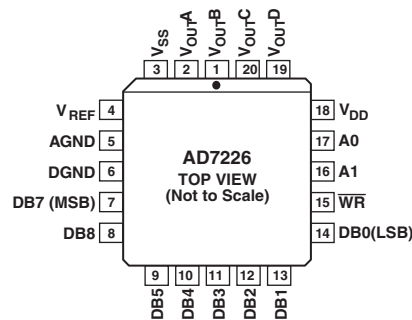 VSS
VOUTA
VOUTB
VOUTC
VOUTD
3
2
1
20
19
VREF 4
AGND 5
DGND 6
DB7 (MSB) 7
DB8 8
18 VDD
17 A0
16 A1
15 WR
14 DB0(LSB)
AD7226
TOP VIEW
(Not to Scale)
9
10
11
12
13
DB5
DB4
DB3
DB2
DB1